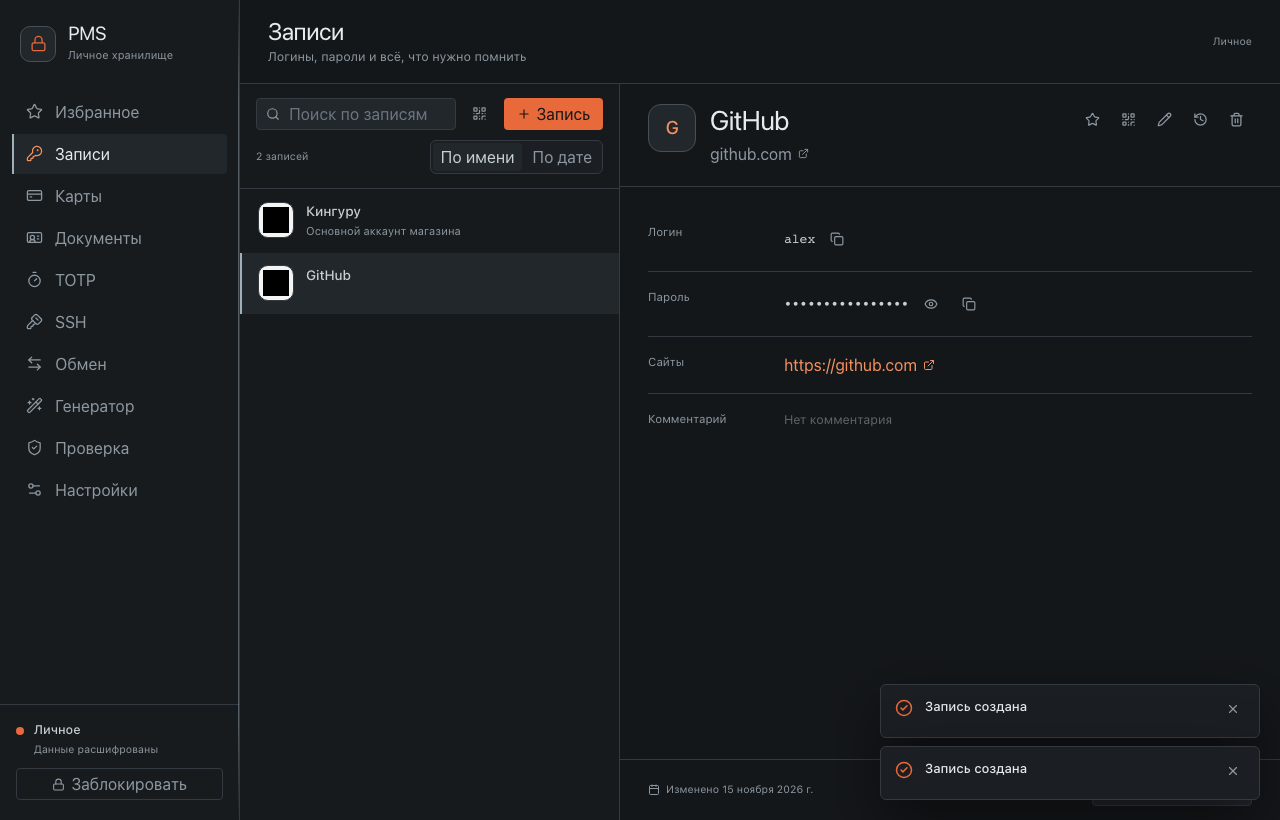 PMS
Личное хранилище
Избранное
Записи
Карты
Документы
TOTP
SSH
Обмен
Генератор
Проверка
Настройки
Личное
Данные расшифрованы
Заблокировать
Записи
Логины, пароли и всё, что нужно помнить
Личное
Поиск по записям
+ Запись
2 записей
По имени
По дате
Кингуру
Основной аккаунт магазина
GitHub
G
GitHub
github.com
Логин
alex
Пароль
••••••••••••••••
Сайты
https://github.com
Комментарий
Нет комментария
Изменено 15 ноября 2026 г.
Запись создана
Запись создана